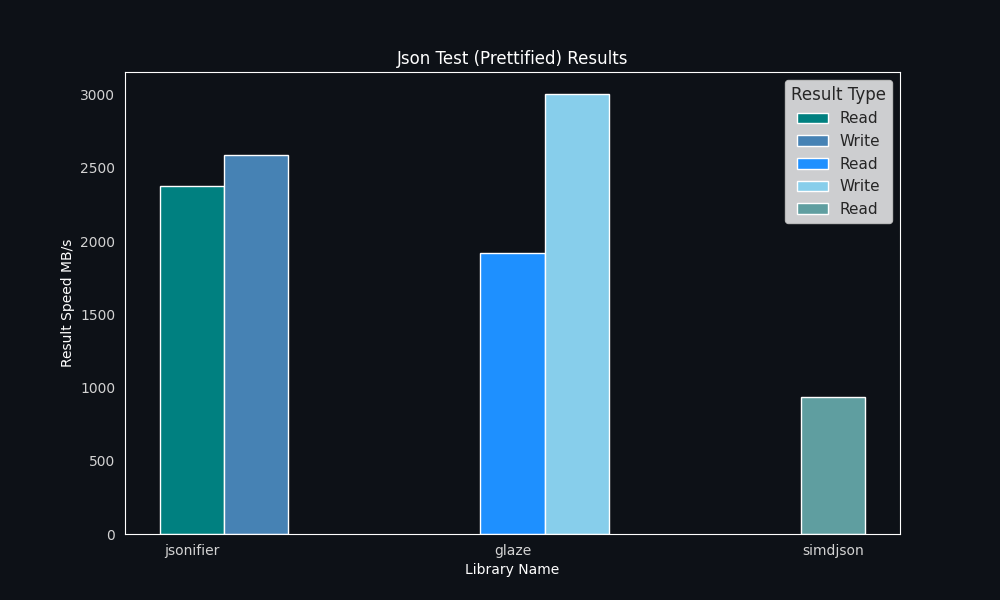 Json Test (Prettified) Results
Result Type
Read
Write
Read
Write
Read
3000
2500
2000
1500
1000
500
0
Result Speed MB/s
jsonifier
glaze
simdjson
Library Name